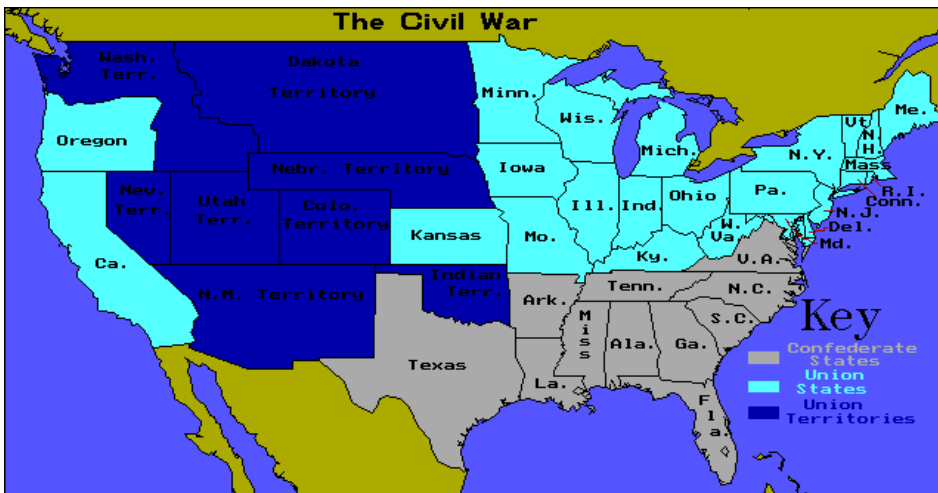 The Civil War
Wash.
Terr.
Dakota
Territory
Minn.
Wis.
Mich.
Me.
Vt
N.
H.
Oregon
Nebr. Territory
Iowa
N.Y.
Mass
R.I.
Conn.
Nev.
Terr.
Utah
Terr.
Colo.
Territory
Kansas
Mo.
Ill.
Ind.
Ohio
Pa.
N.J.
Del.
Md.
W.
Va.
V.A.
Ky.
Ca.
N.M. Territory
Indian
Terr.
Ark.
Tenn.
N.C.
S.C.
Texas
La.
Miss
Ala.
Ga.
Fla.
Key
Confederate
States
Union
States
Union
Territories